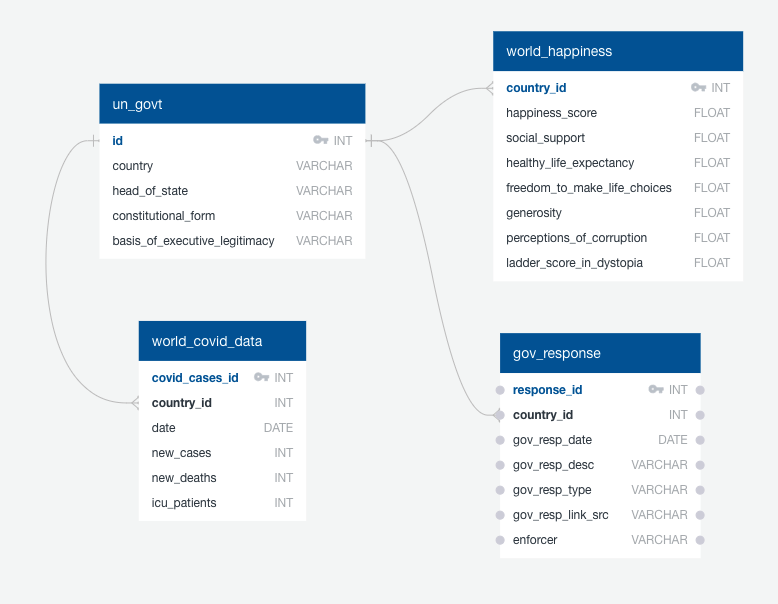 un_govt
id INT
country VARCHAR
head_of_state VARCHAR
constitutional_form VARCHAR
basis_of_executive_legitimacy VARCHAR
world_happiness
country_id INT
happiness_score FLOAT
social_support FLOAT
healthy_life_expectancy FLOAT
freedom_to_make_life_choices FLOAT
generosity FLOAT
perceptions_of_corruption FLOAT
ladder_score_in_dystopia FLOAT
world_covid_data
covid_cases_id INT
country_id INT
date DATE
new_cases INT
new_deaths INT
icu_patients INT
gov_response
response_id INT
country_id INT
gov_resp_date DATE
gov_resp_desc VARCHAR
gov_resp_type VARCHAR
gov_resp_link_src VARCHAR
enforcer VARCHAR